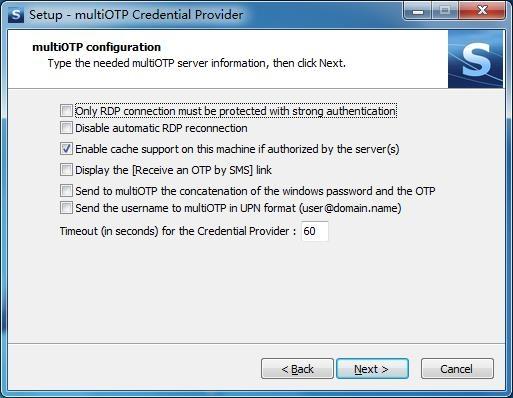 S Setup - multiOTP Credential Provider
multiOTP configuration
Type the needed multiOTP server information, then click Next.
S
Only RDP connection must be protected with strong authentication
Disable automatic RDP reconnection
Enable cache support on this machine if authorized by the server(s)
Display the [Receive an OTP by SMS] link
Send to multiOTP the concatenation of the windows password and the OTP
Send the username to multiOTP in UPN format (user@domain.name)
Timeout (in seconds) for the Credential Provider : 60
< Back Next > Cancel